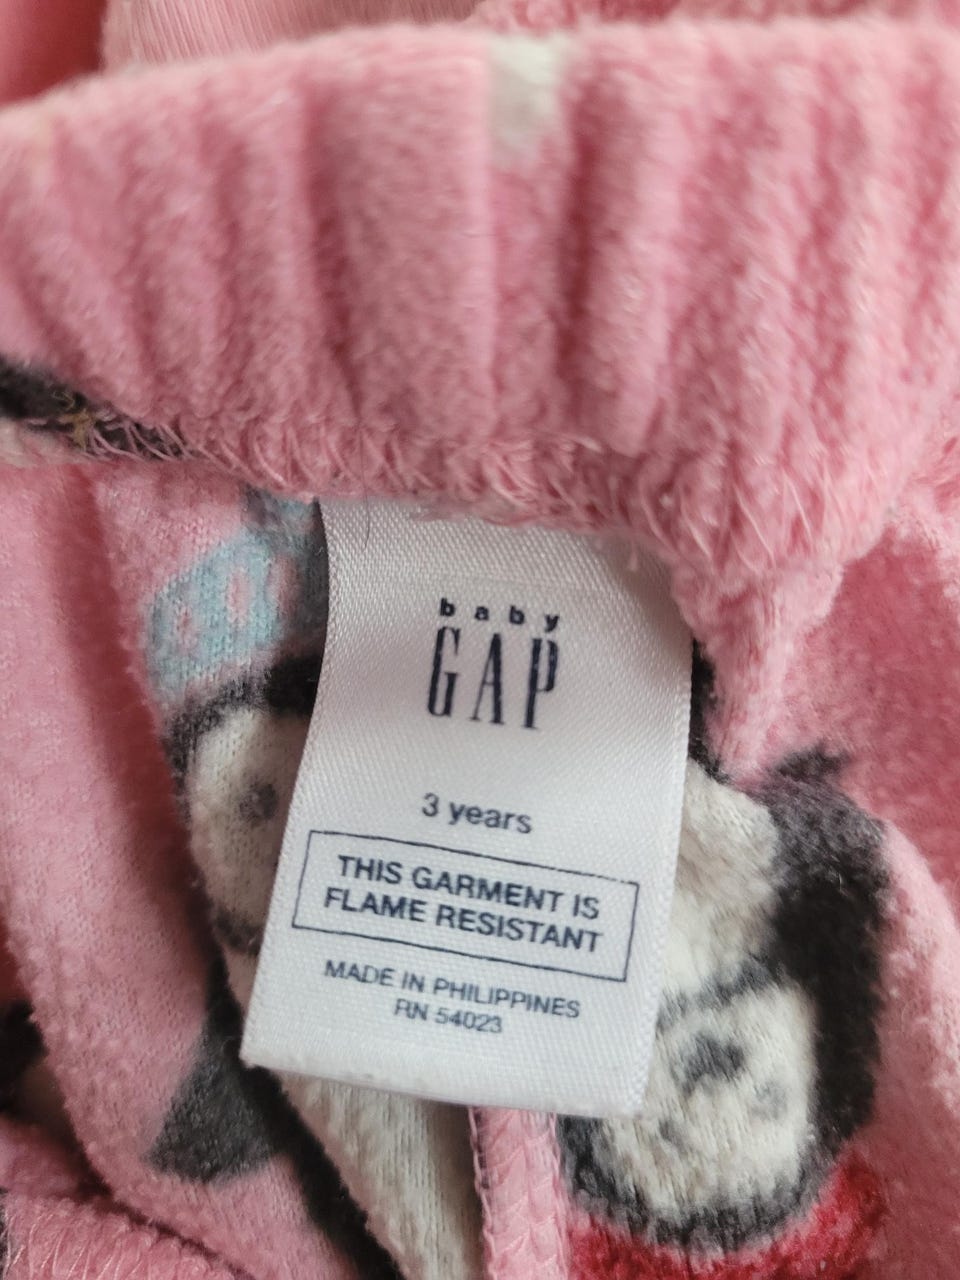 baby
GAP
3 years
THIS GARMENT IS
FLAME RESISTANT
MADE IN PHILIPPINES
RN 54023